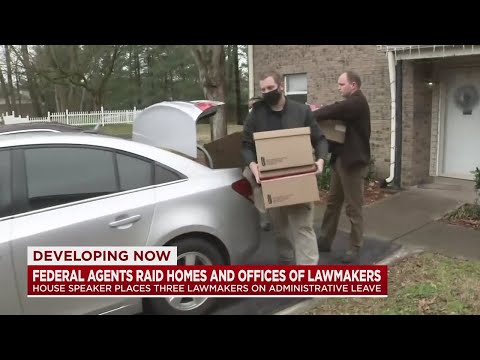 DEVELOPING NOW
FEDERAL AGENTS RAID HOMES AND OFFICES OF LAWMAKERS
HOUSE SPEAKER PLACES THREE LAWMAKERS ON ADMINISTRATIVE LEAVE